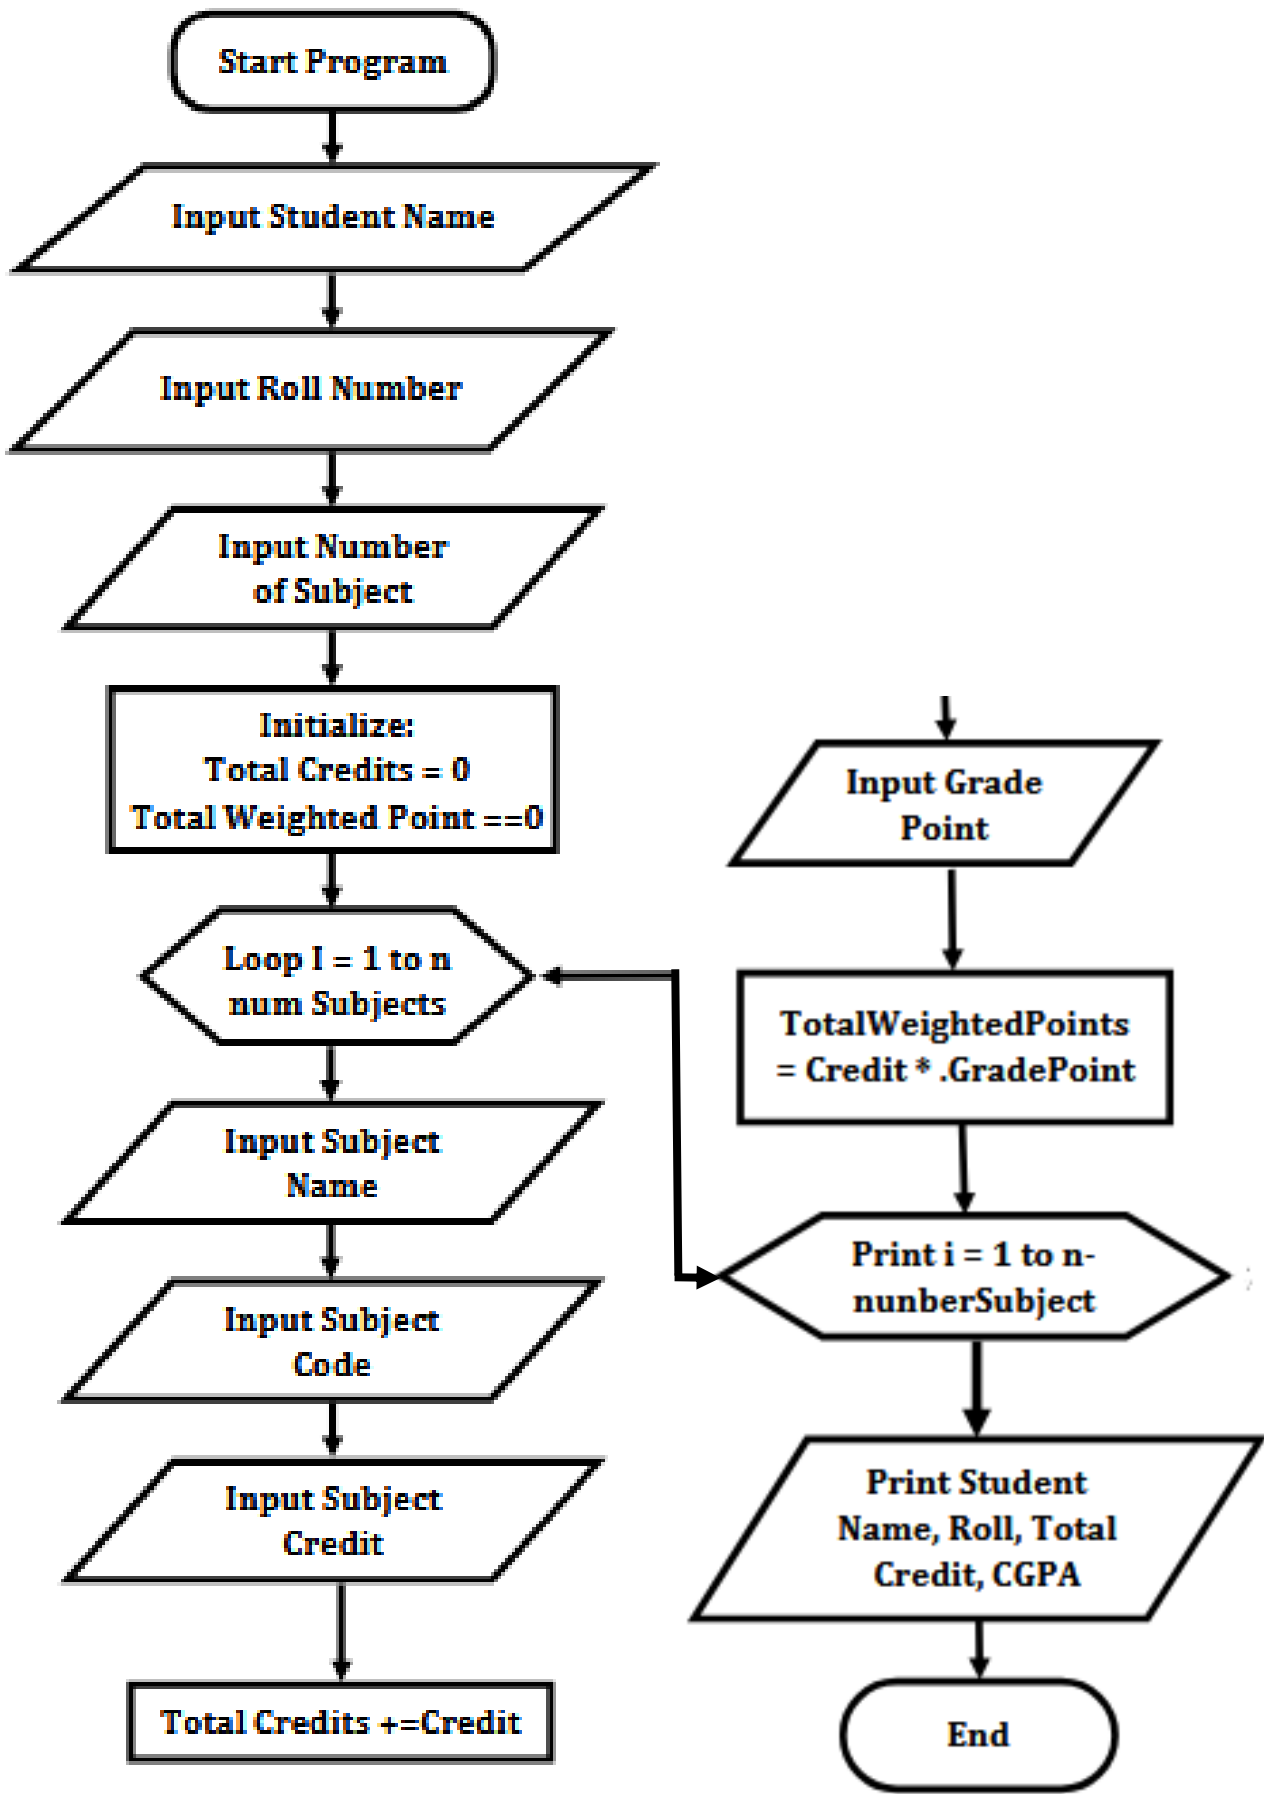 Start Program
Input Student Name
Input Roll Number
Input Number
of Subject
Initialize:
Total Credits = 0
Total Weighted Point ==0
Loop I = 1 to n
num Subjects
Input Subject
Name
Input Subject
Code
Input Subject
Credit
Total Credits +=Credit
Input Grade
Point
TotalWeightedPoints
= Credit * .GradePoint
Print i = 1 to n-
nunberSubject
Print Student
Name, Roll, Total
Credit, CGPA
End